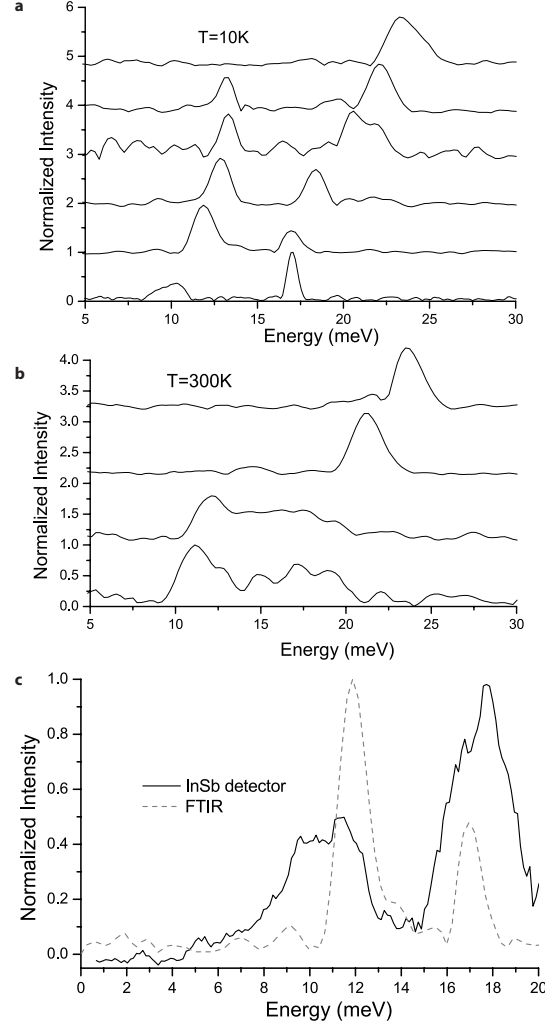 a
T=10K
6
5
4
3
2
1
0
5 10 15 20 25 30
Normalized Intensity
Energy (meV)
b
T=300K
4.0
3.5
3.0
2.5
2.0
1.5
1.0
0.5
0.0
5 10 15 20 25 30
Normalized Intensity
Energy (meV)
c
1.0
0.8
0.6
0.4
0.2
0.0
InSb detector
FTIR
0 2 4 6 8 10 12 14 16 18 20
Normalized Intensity
Energy (meV)